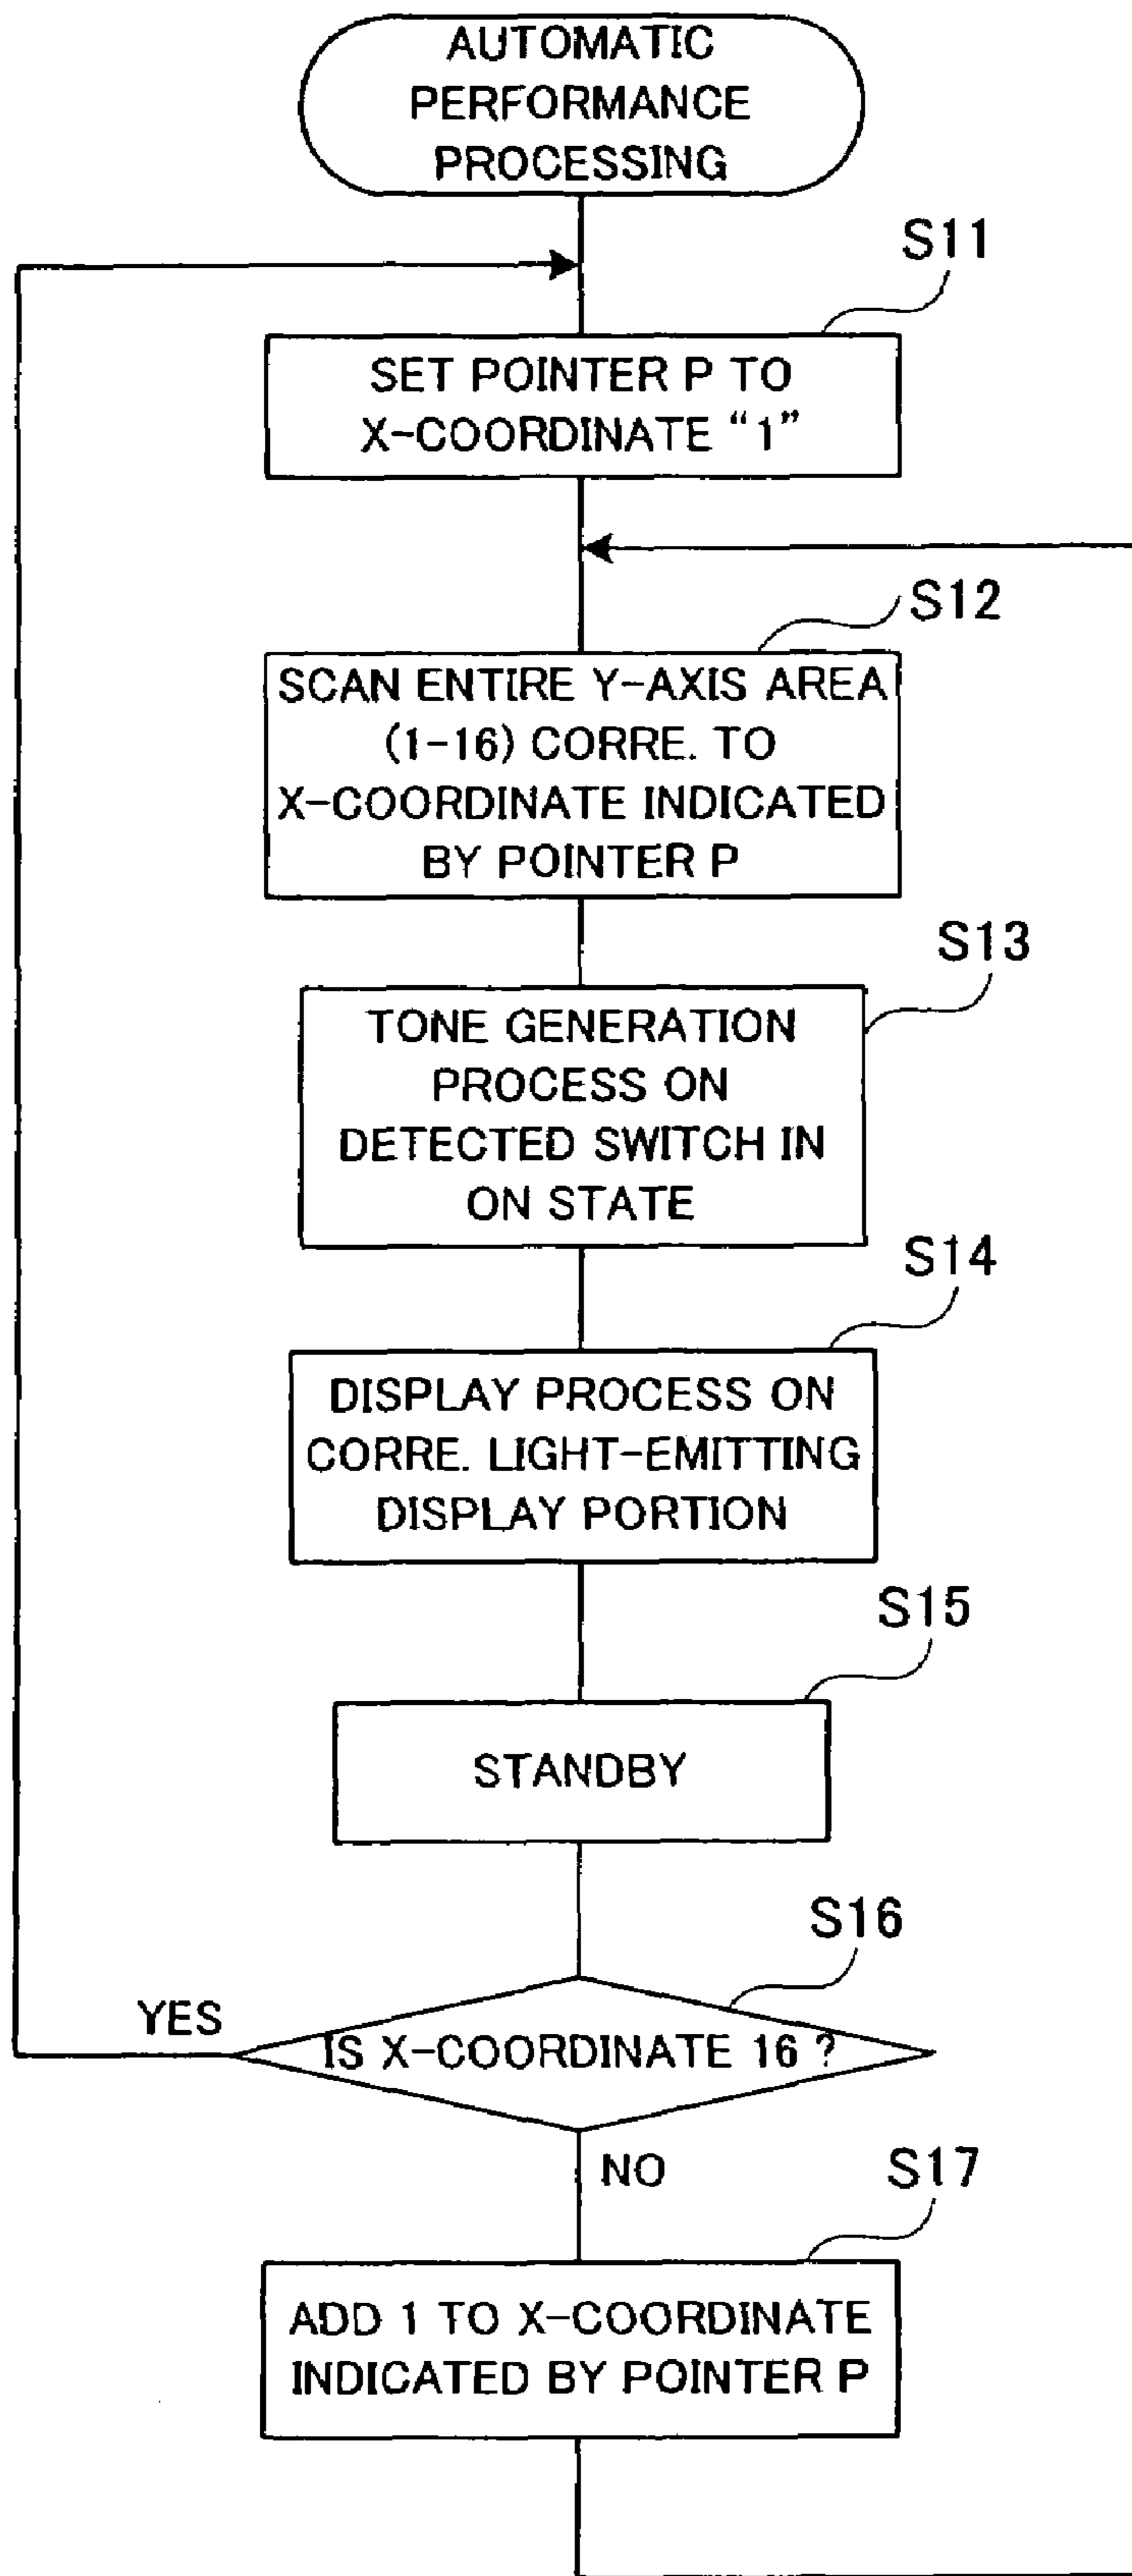 AUTOMATIC
PERFORMANCE
PROCESSING
S11
SET POINTER P TO
X-COORDINATE “1”
S12
SCAN ENTIRE Y-AXIS AREA
(1-16) CORRE. TO
X-COORDINATE INDICATED
BY POINTER P
S13
TONE GENERATION
PROCESS ON
DETECTED SWITCH IN
ON STATE
S14
DISPLAY PROCESS ON
CORRE. LIGHT-EMITTING
DISPLAY PORTION
S15
STANDBY
S16
YES
IS X-COORDINATE 16 ?
NO
S17
ADD 1 TO X-COORDINATE
INDICATED BY POINTER P